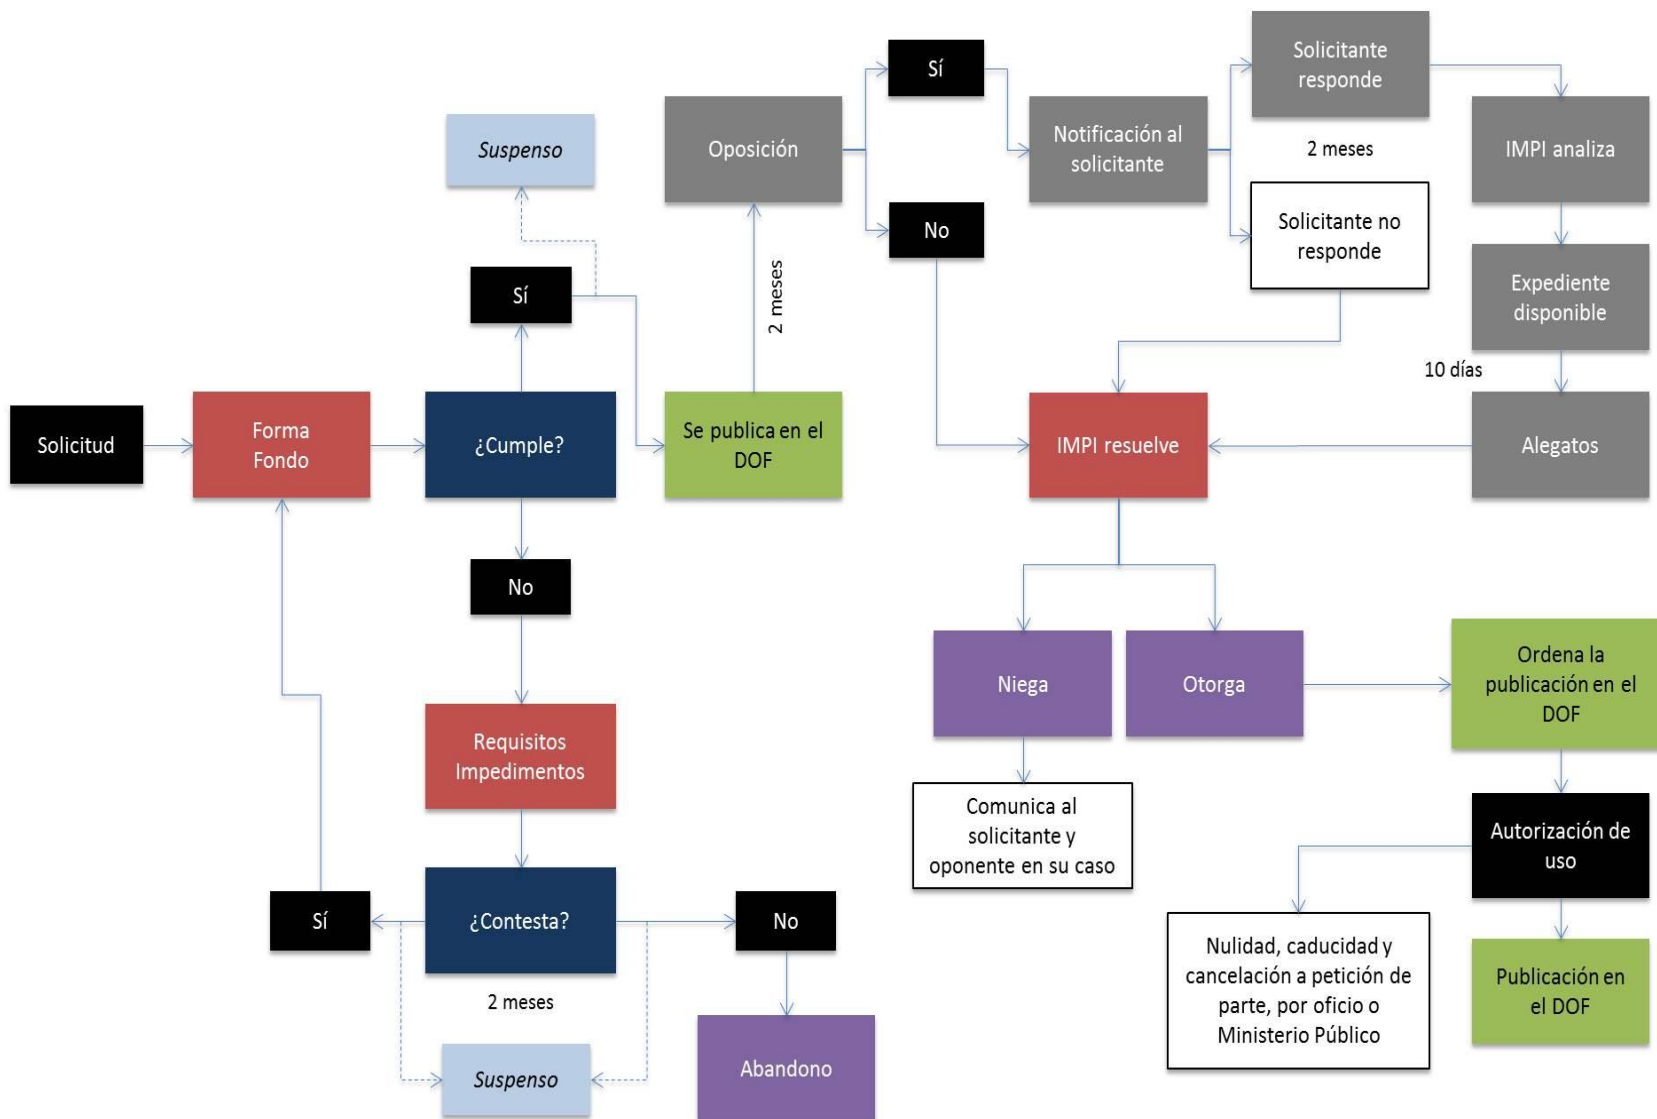 Solicitud
Forma
Fondo
¿Cumple?
Sí
Suspenso
Se publica en el
DOF
2 meses
Oposición
Sí
No
Notificación al
solicitante
Solicitante
responde
2 meses
Solicitante no
responde
IMPI analiza
Expediente
disponible
10 días
Alegatos
IMPI resuelve
No
Requisitos
Impedimentos
¿Contesta?
2 meses
Sí
No
Suspenso
Abandono
Niega
Otorga
Comunica al
solicitante y
oponente en su caso
Ordena la
publicación en el
DOF
Autorización de
uso
Nulidad, caducidad y
cancelación a petición de
parte, por oficio o
Ministerio Público
Publicación en
el DOF